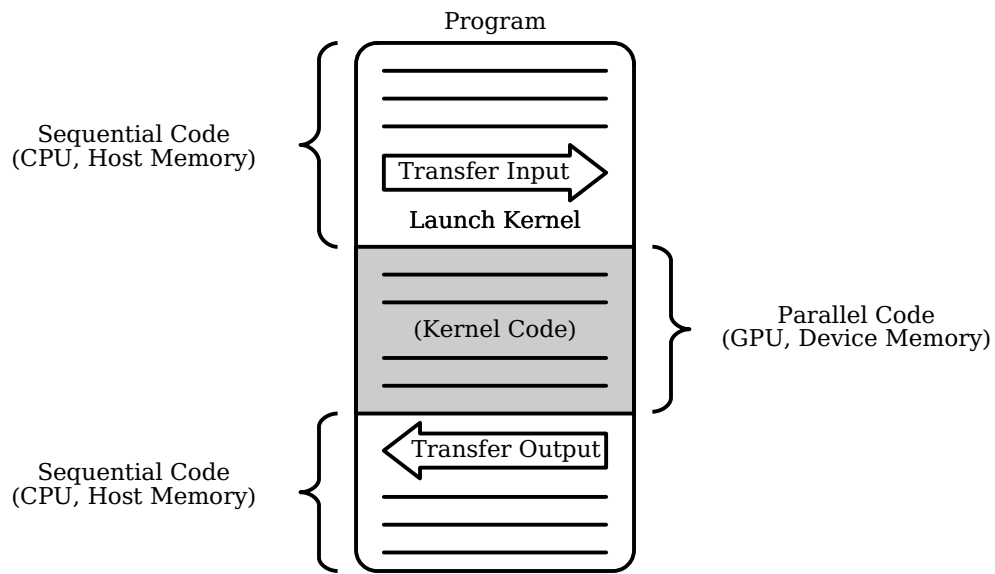 Program
Sequential Code
(CPU, Host Memory)
Transfer Input
Launch Kernel
(Kernel Code)
Parallel Code
(GPU, Device Memory)
Transfer Output
Sequential Code
(CPU, Host Memory)